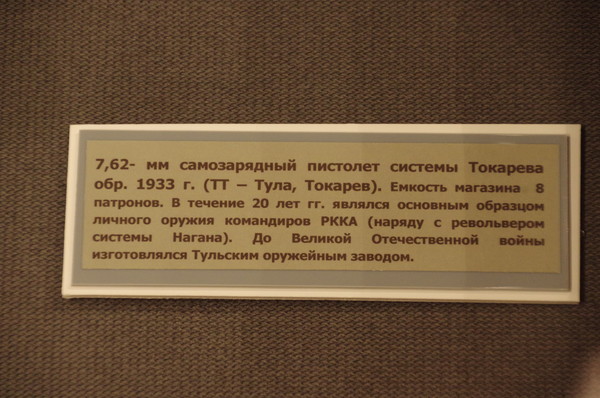 7,62- мм самозарядный пистолет системы Токарева
обр. 1933 г. (ТТ – Тула, Токарев). Емкость магазина 8
патронов. В течение 20 лет гг. являлся основным образцом
личного оружия командиров РККА (наряду с револьвером
системы Нагана). До Великой Отечественной войны
изготовлялся Тульским оружейным заводом.